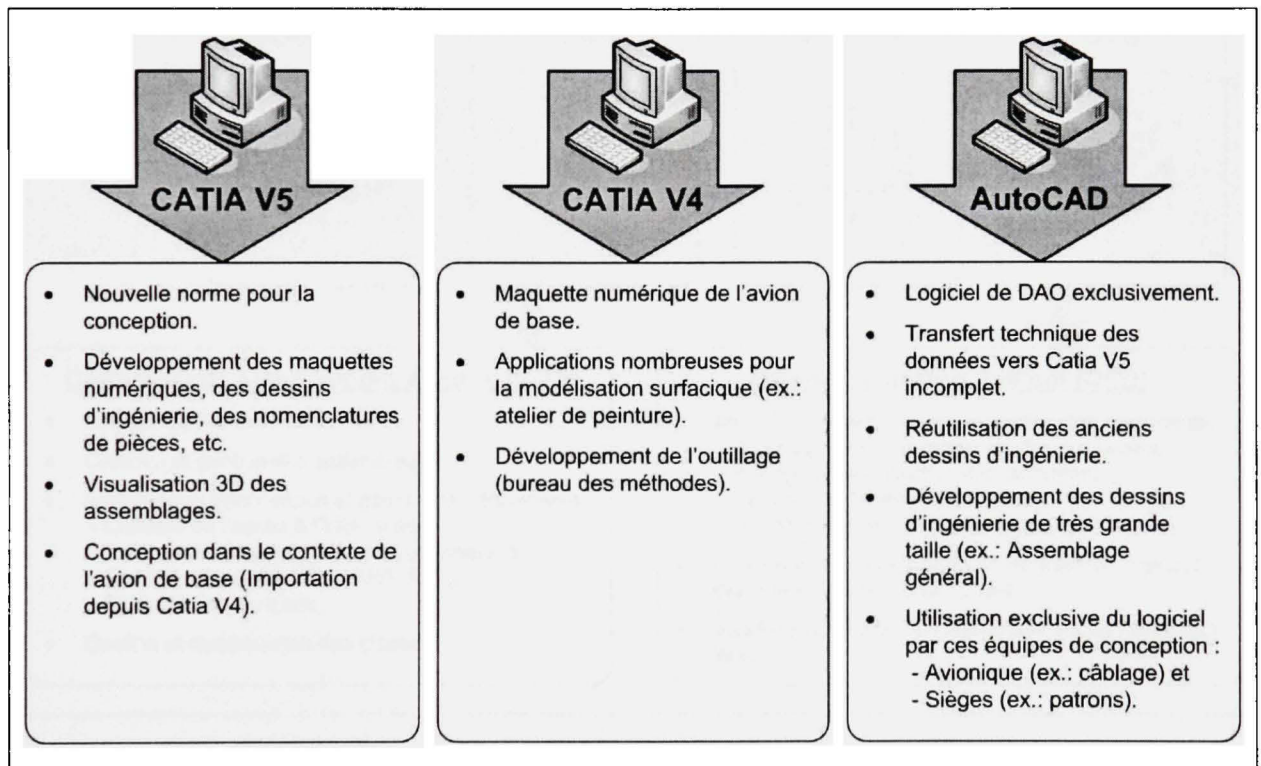 CATIA V5
• Nouvelle norme pour la
conception.
• Développement des maquettes
numériques, des dessins
d'ingénierie, des nomenclatures
de pièces, etc.
• Visualisation 3D des
assemblages.
• Conception dans le contexte de
l'avion de base (Importation
depuis Catia V4).
CATIA V4
• Maquette numérique de l'avion
de base.
• Applications nombreuses pour
la modélisation surfacique (ex.:
atelier de peinture).
• Développement de l'outillage
(bureau des méthodes).
AutoCAD
• Logiciel de DAO exclusivement.
• Transfert technique des
données vers Catia V5
incomplet.
• Réutilisation des anciens
dessins d'ingénierie.
• Développement des dessins
d'ingénierie de très grande
taille (ex.: Assemblage
général).
• Utilisation exclusive du logiciel
par ces équipes de conception :
- Avionique (ex.: câblage) et
- Sièges (ex.: patrons).